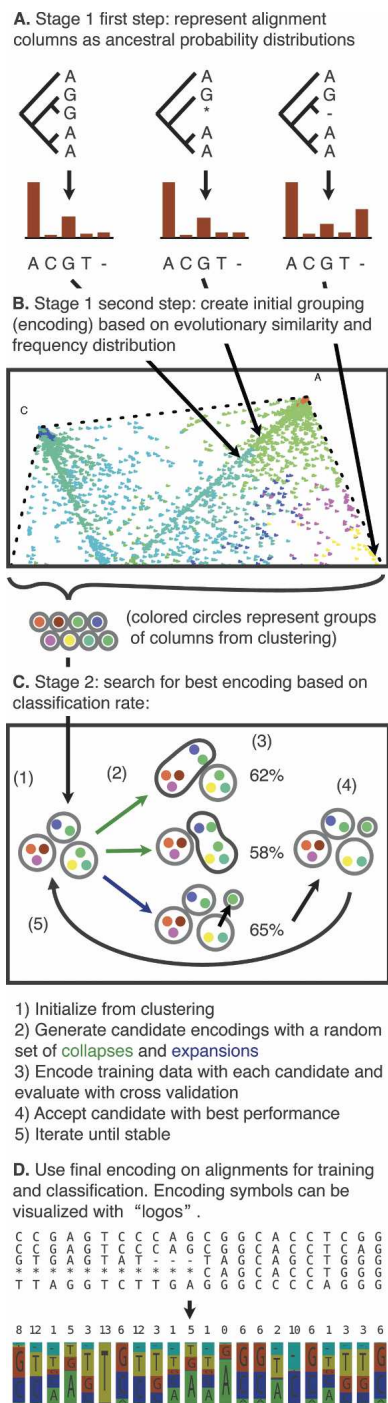 A. Stage 1 first step: represent alignment
columns as ancestral probability distributions
A A A
G G G
G * -
A A A
A A A
A C G T - A C G T - A C G T -
B. Stage 1 second step: create initial grouping
(encoding) based on evolutionary similarity and
frequency distribution
A
C
(colored circles represent groups
of columns from clustering)
C. Stage 2: search for best encoding based on
classification rate:
(3)
(1) (2) 62% (4)
58%
(5) 65%
1) Initialize from clustering
2) Generate candidate encodings with a random
set of collapses and expansions
3) Encode training data with each candidate and
evaluate with cross validation
4) Accept candidate with best performance
5) Iterate until stable
D. Use final encoding on alignments for training
and classification. Encoding symbols can be
visualized with "logos".
C C G A G T C C C A G C G G C A C C T C G G
C C G A G T C C C A G C G G C A C C T C A G
G T G A G T A T - - - T A G C A G C T G G G
* * * * * * * * * * * C A G C A G C C G G G
T T A G G T C T T G A G G G C C C C A G G G
8 12 -1 5 3 13 6 12 -3 1 5 1 0 6 6 2 10 6 1 3 3 6